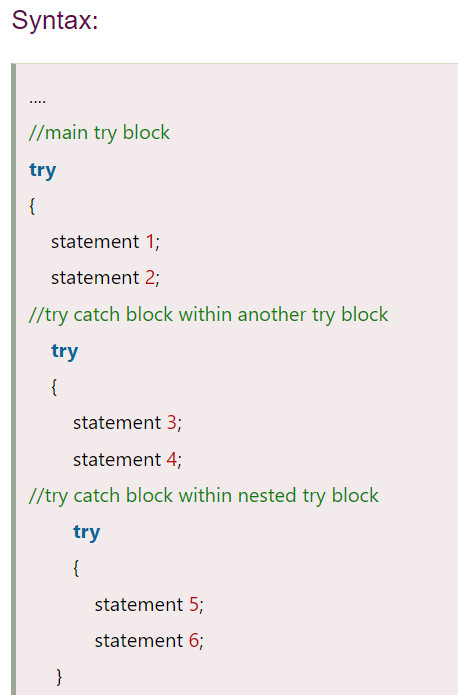 Syntax:
....
//main try block
try
{
statement 1;
statement 2;
//try catch block within another try block
try
{
statement 3;
statement 4;
//try catch block within nested try block
try
{
statement 5;
statement 6;
}